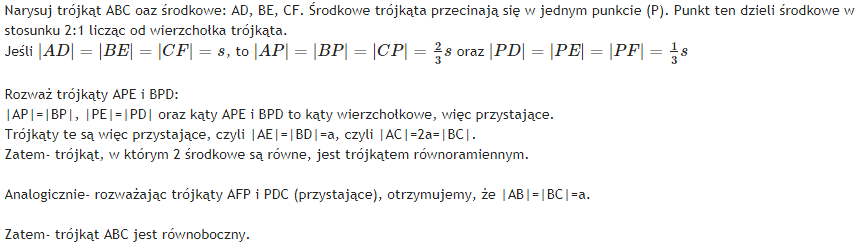 Narysuj trójkąt ABC oaz środkowe: AD, BE, CF. Środkowe trójkąta przecinają się w jednym punkcie (P). Punkt ten dzieli środkowe w
stosunku 2:1 licząc od wierzchołka trójkąta.
Jeśli |AD| = |BE| = |CF| = s, to |AP| = |BP| = |CP| = \frac{2}{3}s oraz |PD| = |PE| = |PF| = \frac{1}{3}s
Rozważ trójkąty APE i BPD:
|AP|=|BP|, |PE|=|PD| oraz kąty APE i BPD to kąty wierzchołkowe, więc przystające.
Trójkąty te są więc przystające, czyli |AE|=|BD|=a, czyli |AC|=2a=|BC|.
Zatem- trójkąt, w którym 2 środkowe są równe, jest trójkątem równoramiennym.
Analogicznie- rozważając trójkąty AFP i PDC (przystające), otrzymujemy, że |AB|=|BC|=a.
Zatem- trójkąt ABC jest równoboczny.